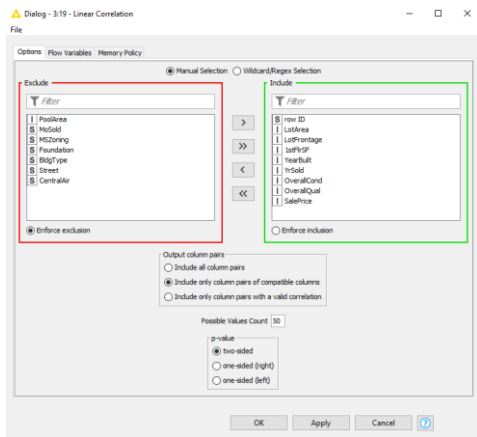 Dialog - 3:19 - Linear Correlation
File
Options Flow Variables Memory Policy
Manual Selection Wildcard/Regex Selection
Exclude
Filter
I PoolArea
S MoSold
S MSZoning
S Foundation
S BldgType
S Street
S CentralAir
Enforce exclusion
>
>>
<
<<
Include
Filter
S row ID
I LotArea
I LotFrontage
I 1stFlrSF
I YearBuilt
I YrSold
I OverallCond
I OverallQual
I SalePrice
Enforce inclusion
Output column pairs
Include all column pairs
Include only column pairs of compatible columns
Include only column pairs with a valid correlation
Possible Values Count 50
p-value
two-sided
one-sided (right)
one-sided (left)
OK Apply Cancel ?